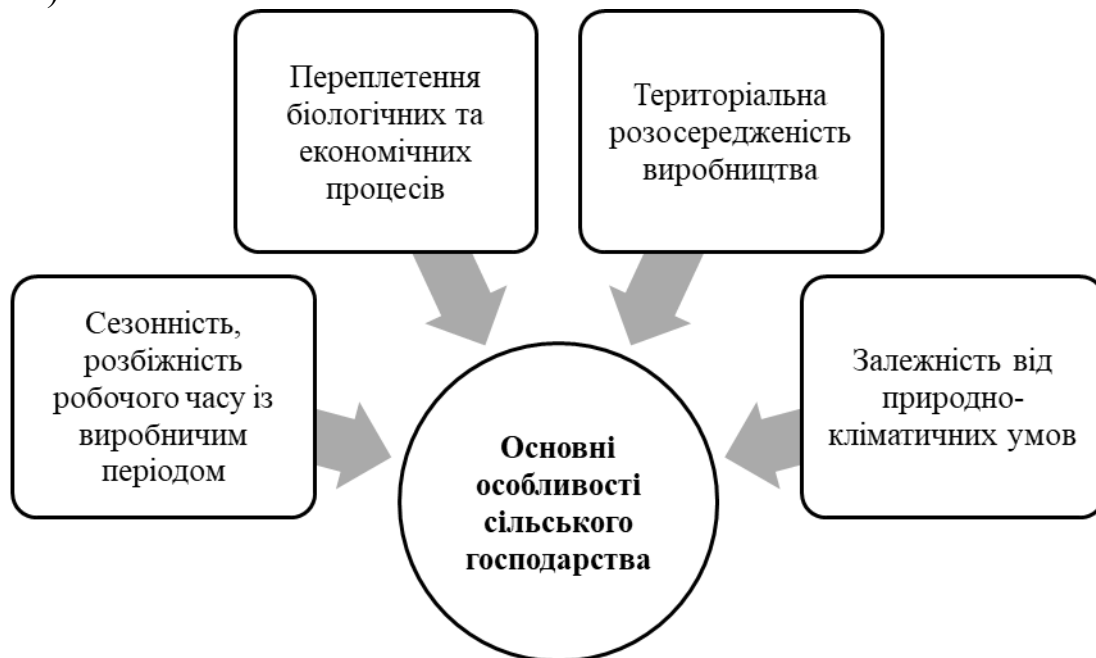 )
Переплетення
біологічних та
економічних
процесів
Територіальна
розосередженість
виробництва
Сезонність,
розбіжність
робочого часу із
виробничим
періодом
Залежність від
природно-
кліматичних умов
Основні
особливості
сільського
господарства